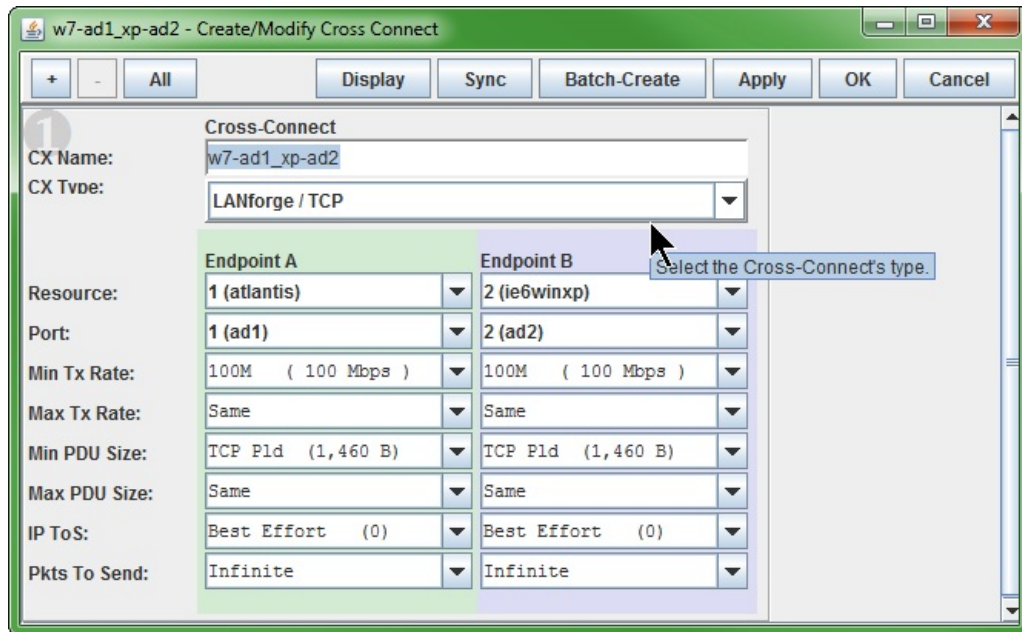 w7-ad1_xp-ad2 - Create/Modify Cross Connect
+ - All Display Sync Batch-Create Apply OK Cancel
1
Cross-Connect
CX Name: w7-ad1_xp-ad2
CX Type: LANforge / TCP
Endpoint A Endpoint B
Select the Cross-Connect's type.
Resource: 1 (atlantis) 2 (ie6winxp)
Port: 1 (ad1) 2 (ad2)
Min Tx Rate: 100M ( 100 Mbps ) 100M ( 100 Mbps )
Max Tx Rate: Same Same
Min PDU Size: TCP Pld (1,460 B) TCP Pld (1,460 B)
Max PDU Size: Same Same
IP ToS: Best Effort (0) Best Effort (0)
Pkts To Send: Infinite Infinite